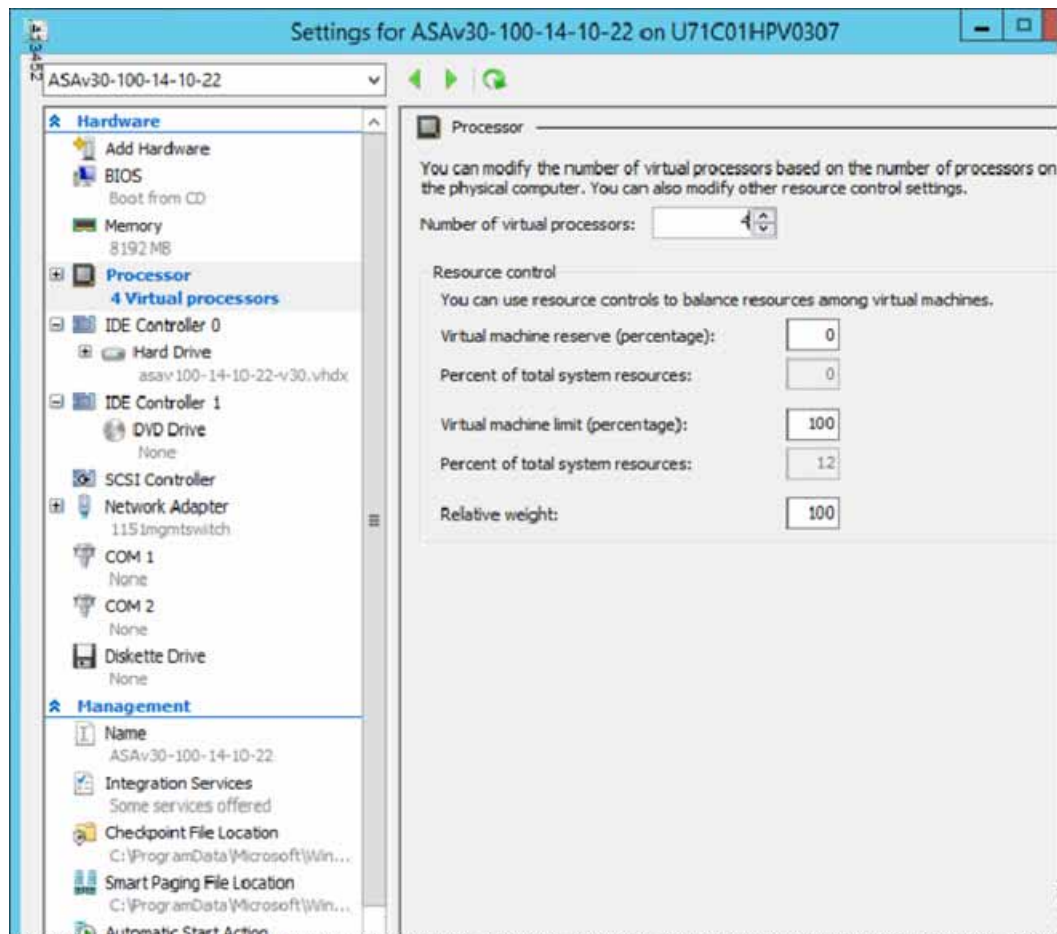 Settings for ASAv30-100-14-10-22 on U71C01HPV0307
343452
ASAv30-100-14-10-22
Hardware
Add Hardware
BIOS
Boot from CD
Memory
8192 MB
Processor
4 Virtual processors
IDE Controller 0
Hard Drive
asav100-14-10-22-v30.vhdx
IDE Controller 1
DVD Drive
None
SCSI Controller
Network Adapter
1151mgmtswitch
COM 1
None
COM 2
None
Diskette Drive
None
Management
Name
ASAv30-100-14-10-22
Integration Services
Some services offered
Checkpoint File Location
C:\ProgramData\Microsoft\Win...
Smart Paging File Location
C:\ProgramData\Microsoft\Win...
Automatic Start Action
Processor
You can modify the number of virtual processors based on the number of processors on
the physical computer. You can also modify other resource control settings.
Number of virtual processors: 4
Resource control
You can use resource controls to balance resources among virtual machines.
Virtual machine reserve (percentage): 0
Percent of total system resources: 0
Virtual machine limit (percentage): 100
Percent of total system resources: 12
Relative weight: 100